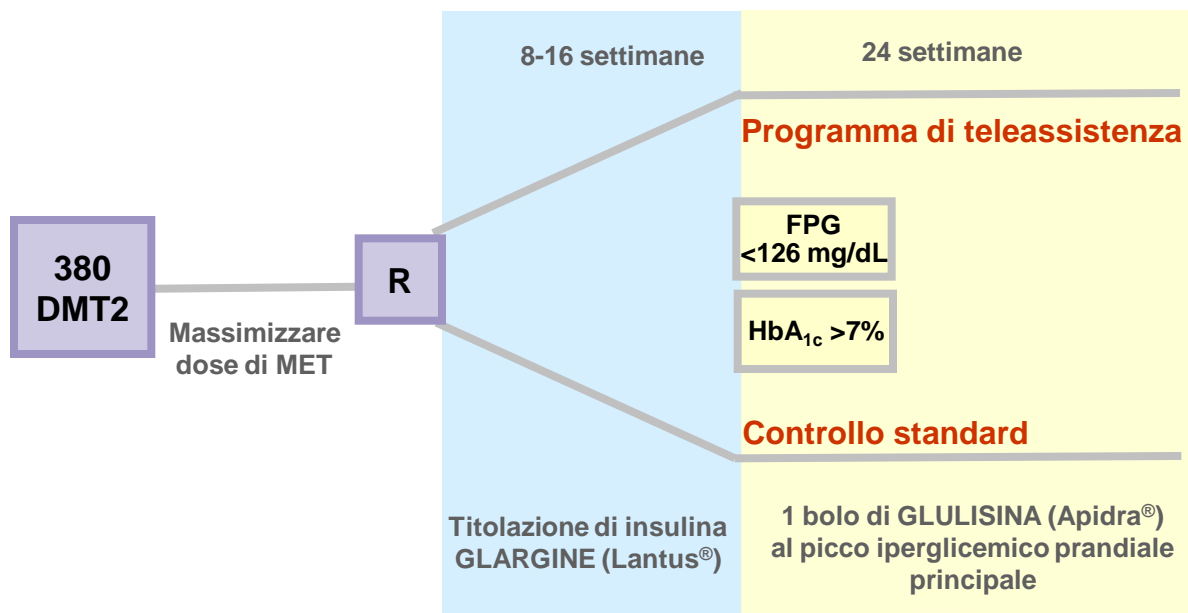 8-16 settimane
24 settimane
Programma di teleassistenza
380
DMT2
R
Massimizzare
dose di MET
FPG
<126 mg/dL
HbA1c >7%
Controllo standard
Titolazione di insulina
GLARGINE (Lantus®)
1 bolo di GLULISINA (Apidra®)
al picco iperglicemico prandiale
principale